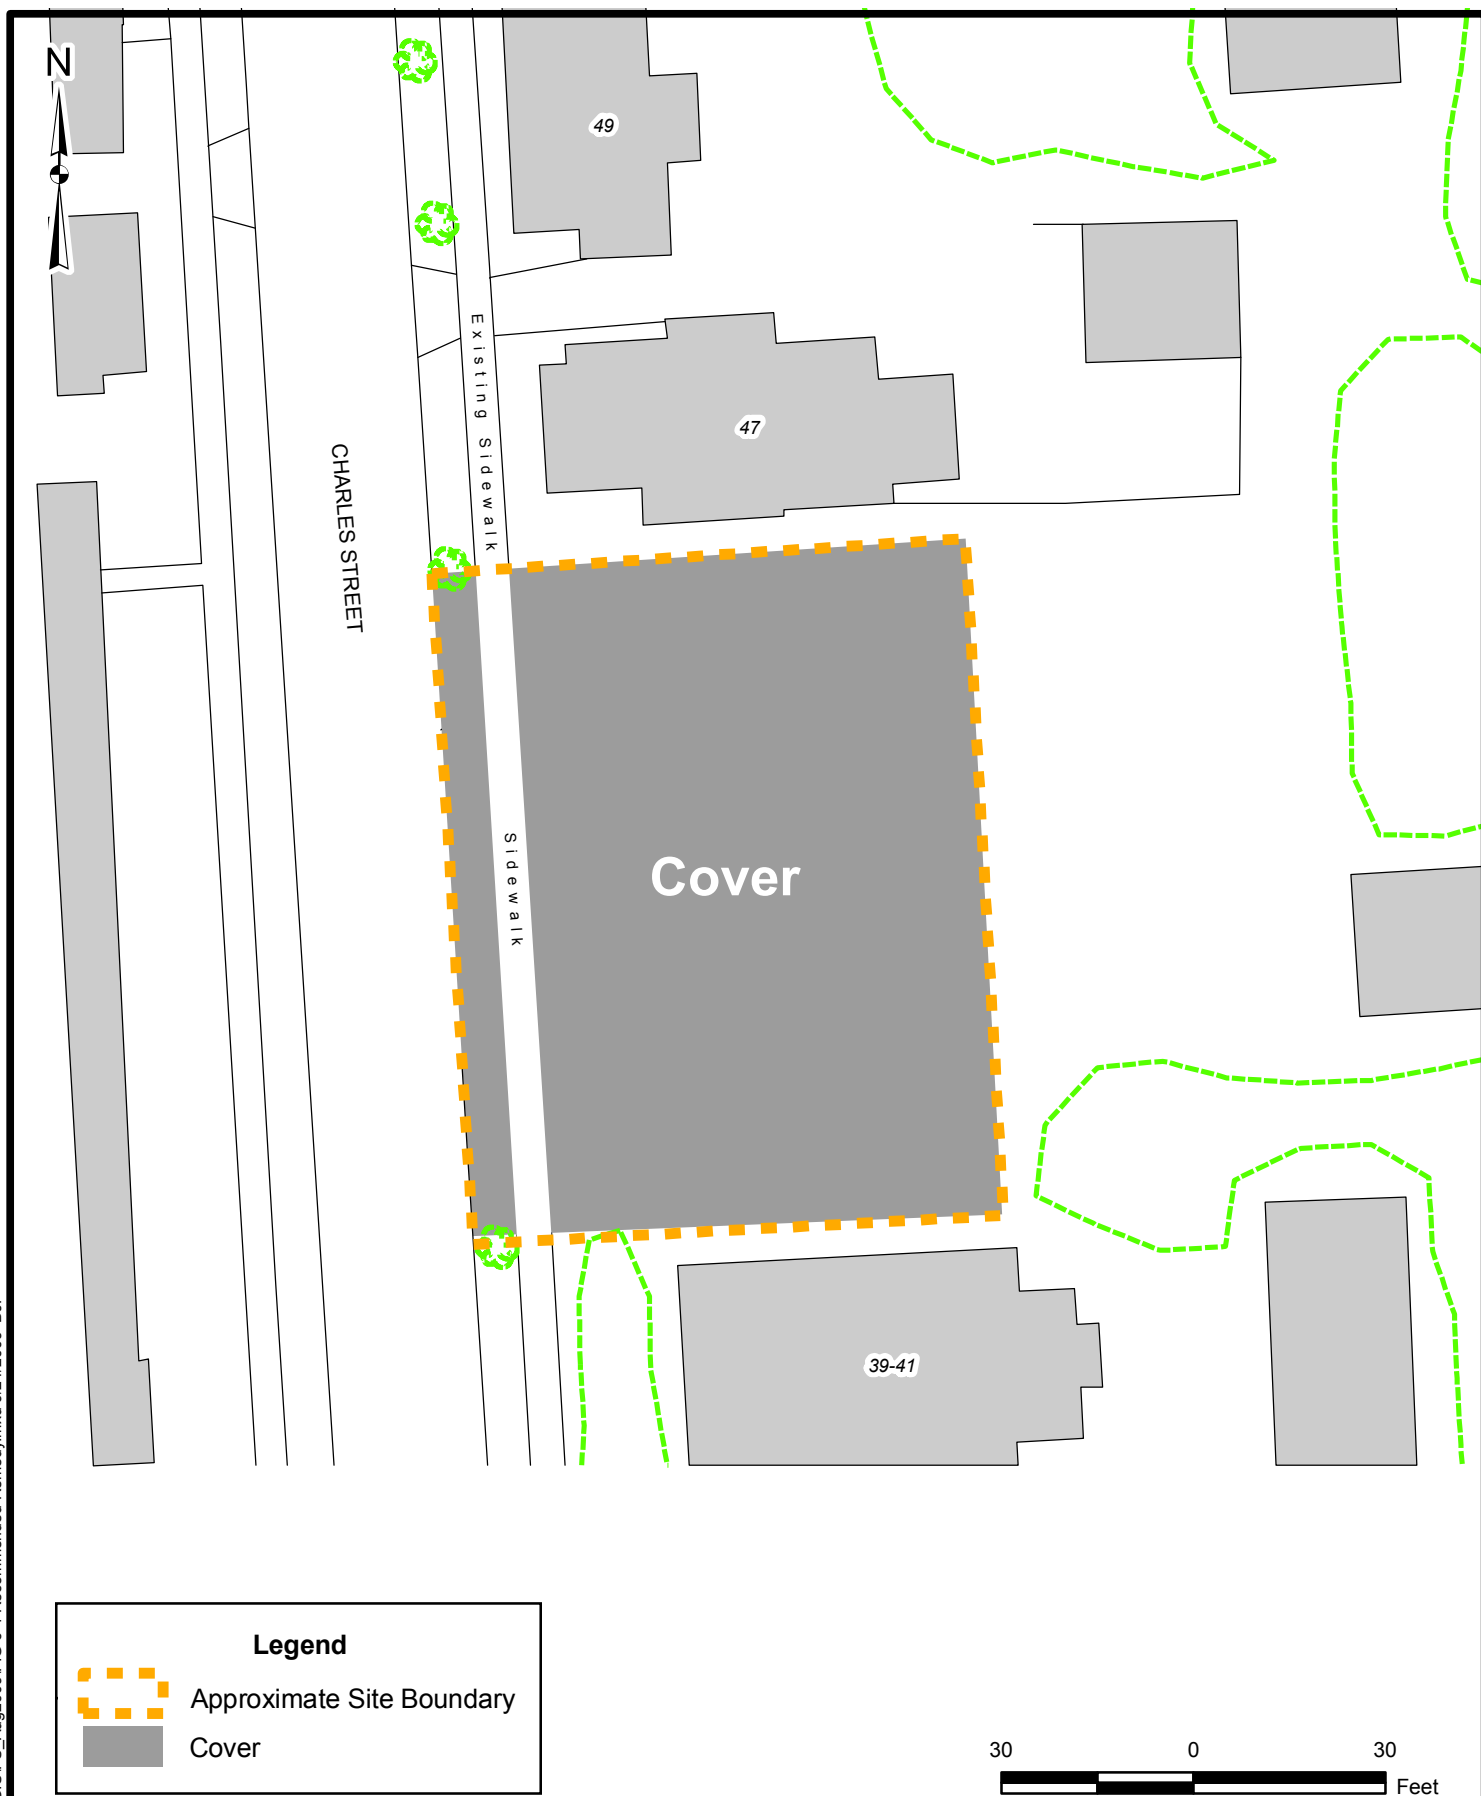 N
49
Existing Sidewalk
47
CHARLES STREET
Sidewalk
Cover
39-41
Legend
Approximate Site Boundary
Cover
30 0 30
Feet